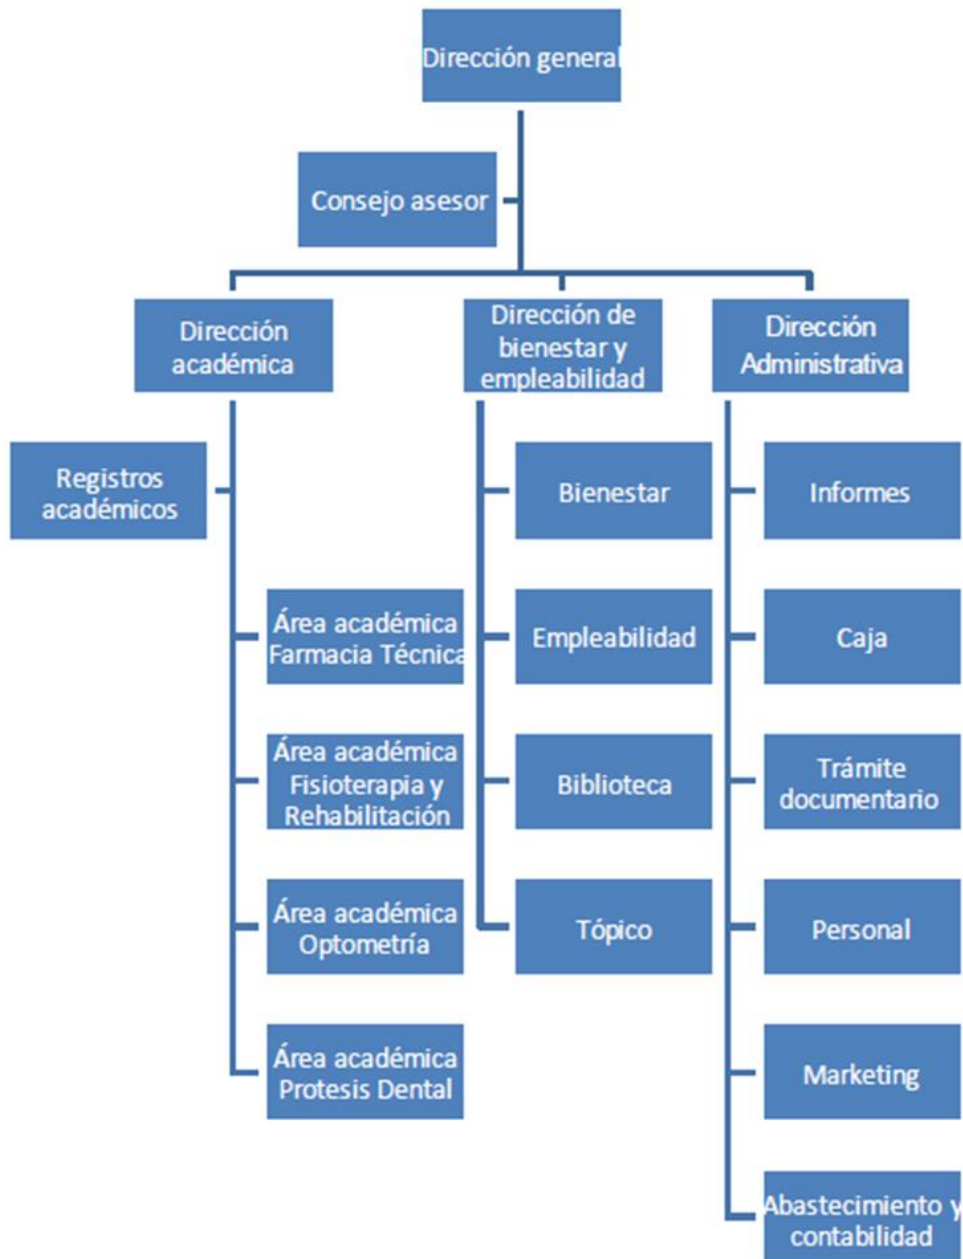 Dirección general
Consejo asesor
Dirección
académica
Dirección de
bienestar y
empleabilidad
Dirección
Administrativa
Registros
académicos
Bienestar
Informes
Área académica
Farmacia Técnica
Empleabilidad
Caja
Área académica
Fisioterapia y
Rehabilitación
Biblioteca
Trámite
documentario
Área académica
Optometría
Tópico
Personal
Área académica
Protesis Dental
Marketing
Abastecimiento y
contabilidad